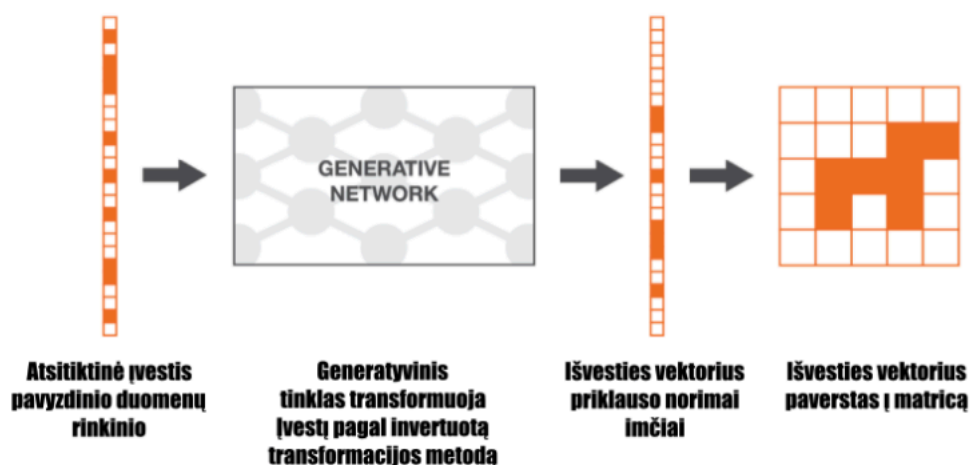 GENERATIVE
NETWORK
Atsitiktinė įvestis
pavyzdinio duomenų
rinkinio
Generatyvinis
tinklas transformuoja
Įvestį pagal invertuotą
transformacijos metodą
Išvesties vektorius
priklauso norimai
imčiai
Išvesties vektorius
paverstas į matricą